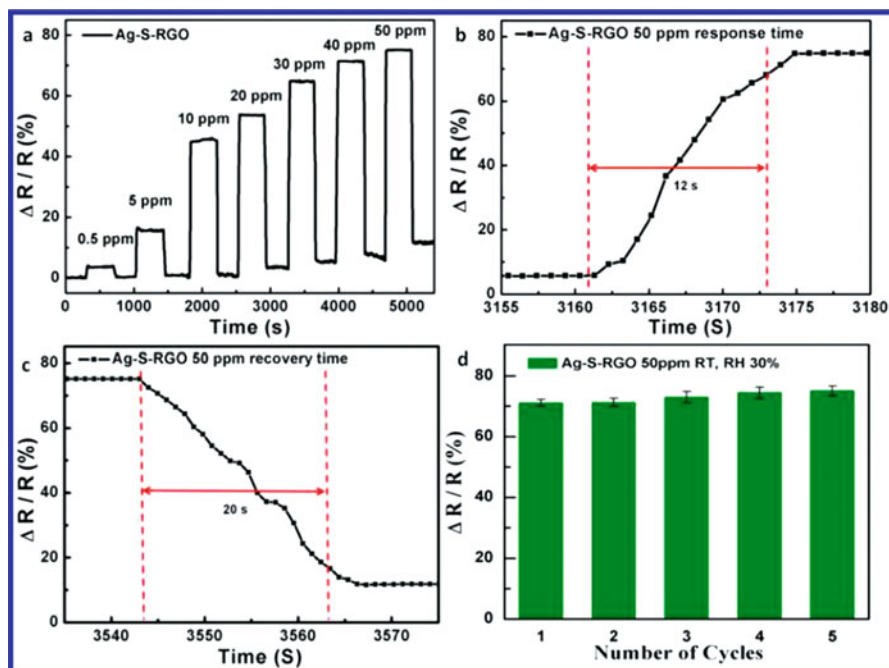 a
Ag-S-RGO
0.5 ppm
5 ppm
10 ppm
20 ppm
30 ppm
40 ppm
50 ppm
Δ R / R (%)
80
60
40
20
0
0 1000 2000 3000 4000 5000
Time (S)
b
Ag-S-RGO 50 ppm response time
12 s
Δ R / R (%)
80
60
40
20
0
3155 3160 3165 3170 3175 3180
Time (S)
c
Ag-S-RGO 50 ppm recovery time
20 s
Δ R / R (%)
80
60
40
20
0
3540 3550 3560 3570
Time (S)
d
Ag-S-RGO 50ppm RT, RH 30%
Δ R / R (%)
80
60
40
20
0
1 2 3 4 5
Number of Cycles